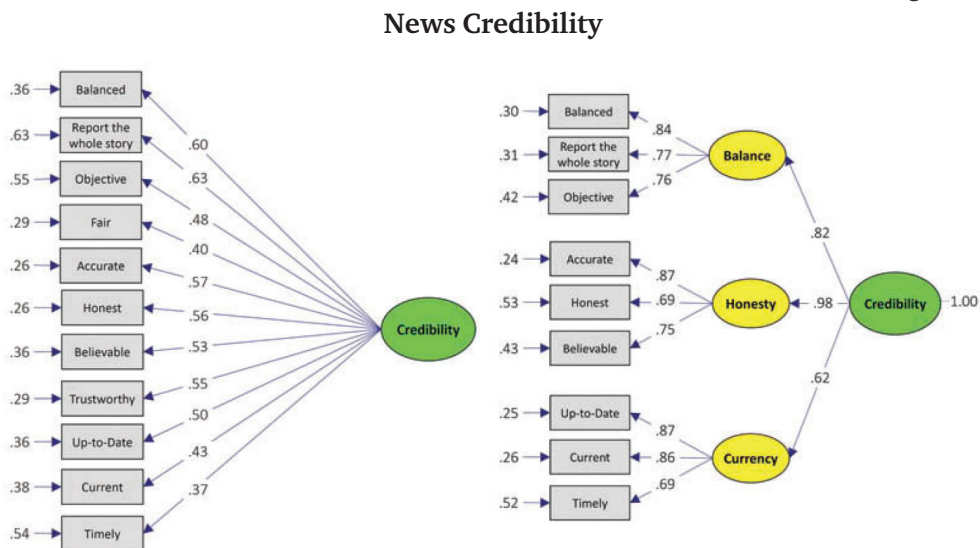 News Credibility
.36
Balanced
.60
.63
Report the
whole story
.63
.55
Objective
.48
.29
Fair
.40
.26
Accurate
.57
.26
Honest
.56
.36
Believable
.53
.29
Trustworthy
.55
.36
Up-to-Date
.50
.38
Current
.43
.54
Timely
.37
Credibility
.30
Balanced
.84
.31
Report the
whole story
.77
.42
Objective
.76
Balance
.82
.24
Accurate
.87
.53
Honest
.69
.43
Believable
.75
Honesty
.98
.25
Up-to-Date
.87
.26
Current
.86
.52
Timely
.69
Currency
.62
Credibility
1.00